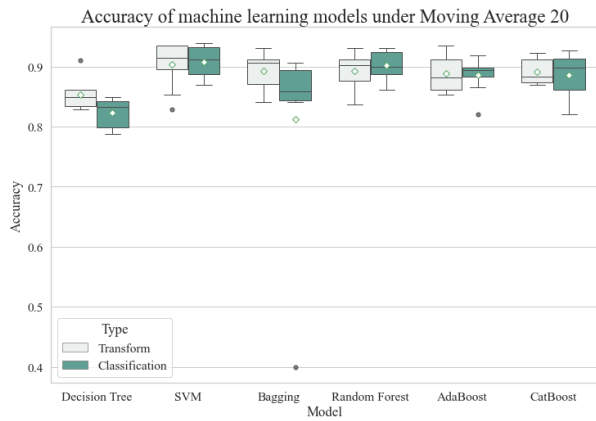 Accuracy of machine learning models under Moving Average 20
0.9
0.8
0.7
0.6
0.5
0.4
Accuracy
Type
Transform
Classification
Decision Tree SVM Bagging Random Forest AdaBoost CatBoost
Model